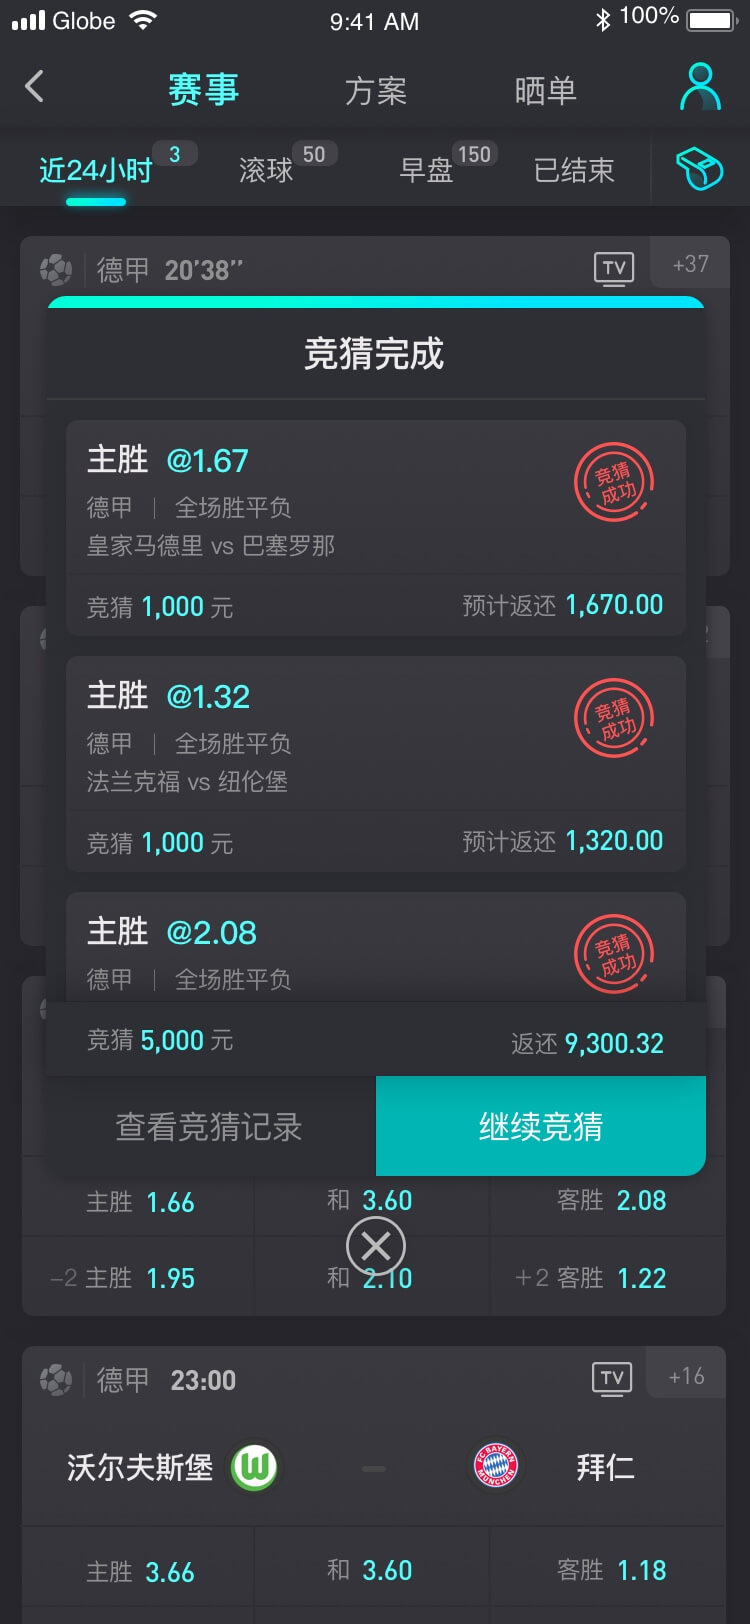 Globe 9:41 AM 100%
赛事 方案 晒单
近24小时 3 滚球 50 早盘 150 已结束
德甲 20'38'' TV +37
竞猜完成
主胜 @1.67
竞猜成功
德甲 | 全场胜平负
皇家马德里 vs 巴塞罗那
竞猜 1,000 元 预计返还 1,670.00
主胜 @1.32
竞猜成功
德甲 | 全场胜平负
法兰克福 vs 纽伦堡
竞猜 1,000 元 预计返还 1,320.00
主胜 @2.08
竞猜成功
德甲 | 全场胜平负
竞猜 5,000 元 返还 9,300.32
查看竞猜记录 继续竞猜
主胜 1.66 和 3.60 客胜 2.08
-2 主胜 1.95 和 2.10 +2 客胜 1.22
德甲 23:00 TV +16
沃尔夫斯堡 W - FC BAYERN MÜNCHEN 拜仁
主胜 3.66 和 3.60 客胜 1.18